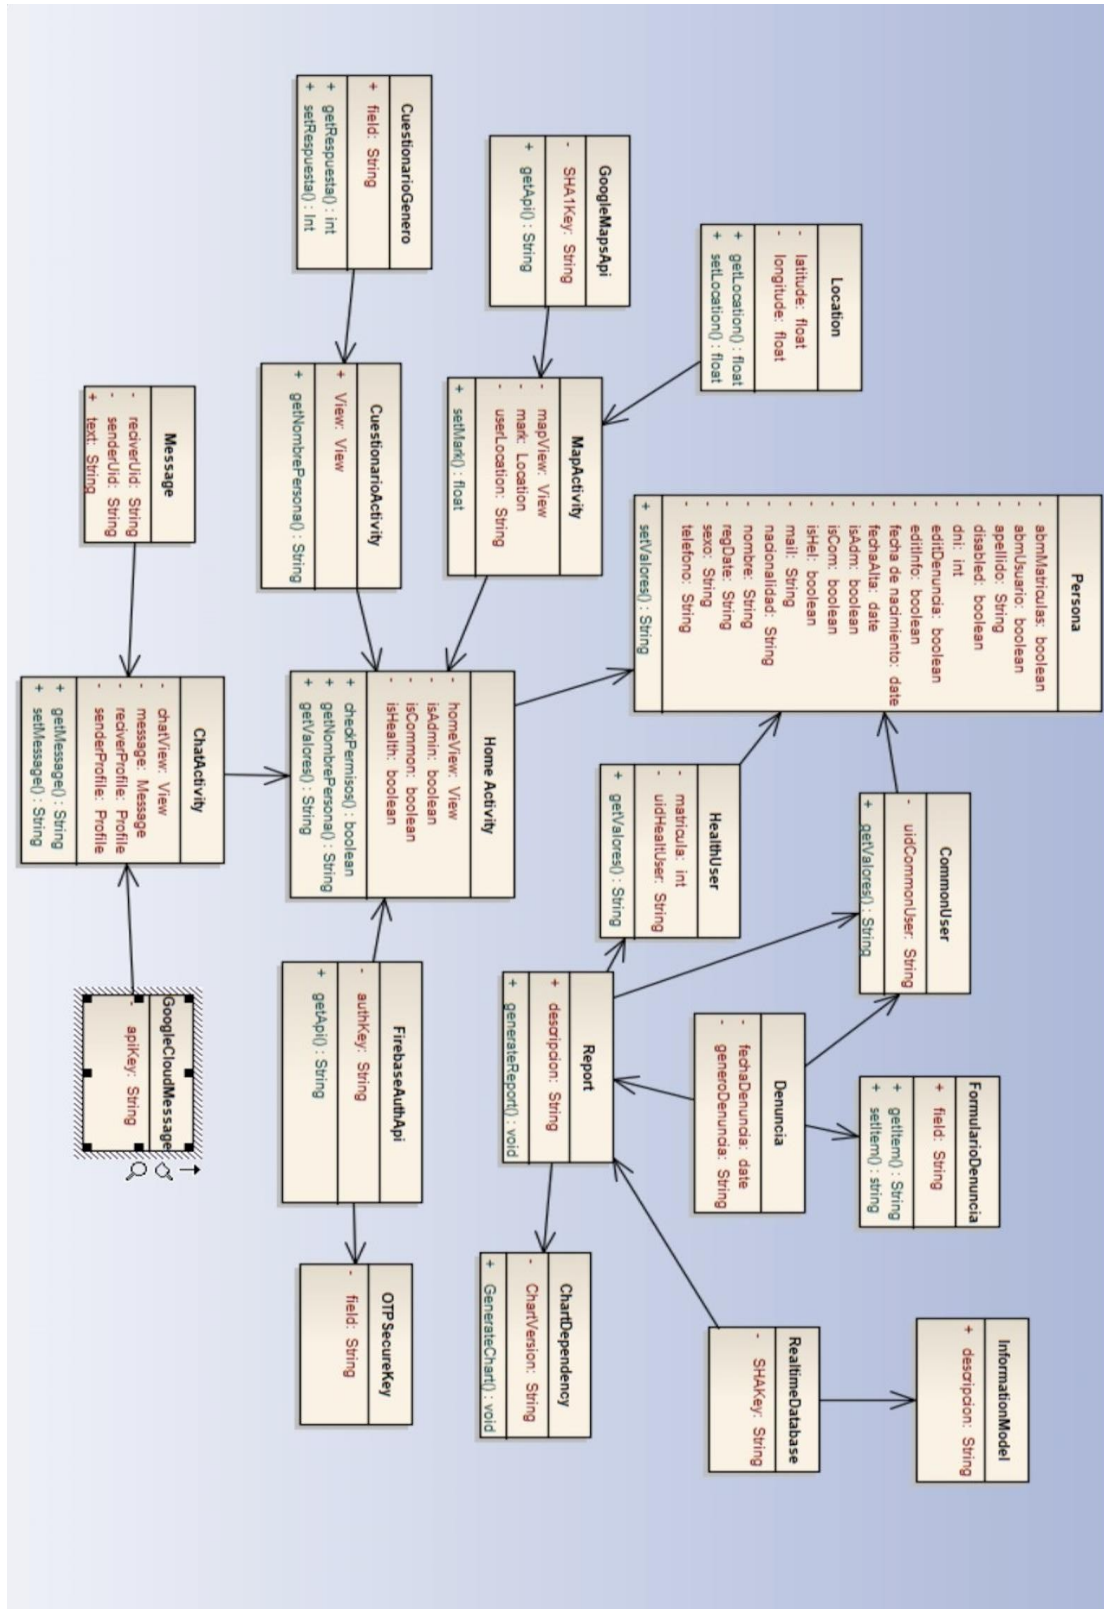 Persona
- abmMatriculas: boolean
- abmUsuario: boolean
- apellido: String
- disabled: boolean
- dni: int
- editDenuncia: boolean
- editInfo: boolean
- fecha de nacimiento: date
- fechaAlta: date
- isAdm: boolean
- isCom: boolean
- isHel: boolean
- mail: String
- nacionalidad: String
- nombre: String
- regDate: String
- sexo: String
- telefono: String
+ setValores() : String
Location
- latitude: float
- longitude: float
+ getLocation() : float
+ setLocation() : float
CommonUser
- uidCommonUser: String
+ getValores() : String
FormularioDenuncia
+ field: String
+ getItem() : String
+ setItem() : string
InformationModel
+ descripcion: String
GoogleMapsApi
- SHA1Key: String
+ getApi() : String
MapActivity
- mapView: View
- mark: Location
- userLocation: String
+ setMark() : float
HealthUser
- matricula: int
- uidHealtUser: String
+ getValores() : String
Denuncia
- fechaDenuncia: date
- generoDenuncia: String
RealtimeDatabase
- SHAKey: String
Report
+ descripcion: String
+ generateReport() : void
ChartDependency
- ChartVersion: String
+ GenerateChart() : void
CuestionarioGenero
+ field: String
+ getRespuesta() : int
+ setRespuesta() : Int
CuestionarioActivity
+ View: View
+ getNombrePersona() : String
Home Activity
- homeView: View
- isAdmin: boolean
- isCommon: boolean
- isHealth: boolean
+ checkPermisos() : boolean
+ getNombrePersona() : String
+ getValores() : String
FirebaseAuthApi
- authKey: String
+ getApi() : String
OTPSecureKey
- field: String
Message
- reciverUid: String
- senderUid: String
+ text: String
ChatActivity
- chatView: View
- message: Message
- reciverProfile: Profile
- senderProfile: Profile
+ getMessage() : String
+ setMessage() : String
GoogleCloudMessage
- apiKey: String